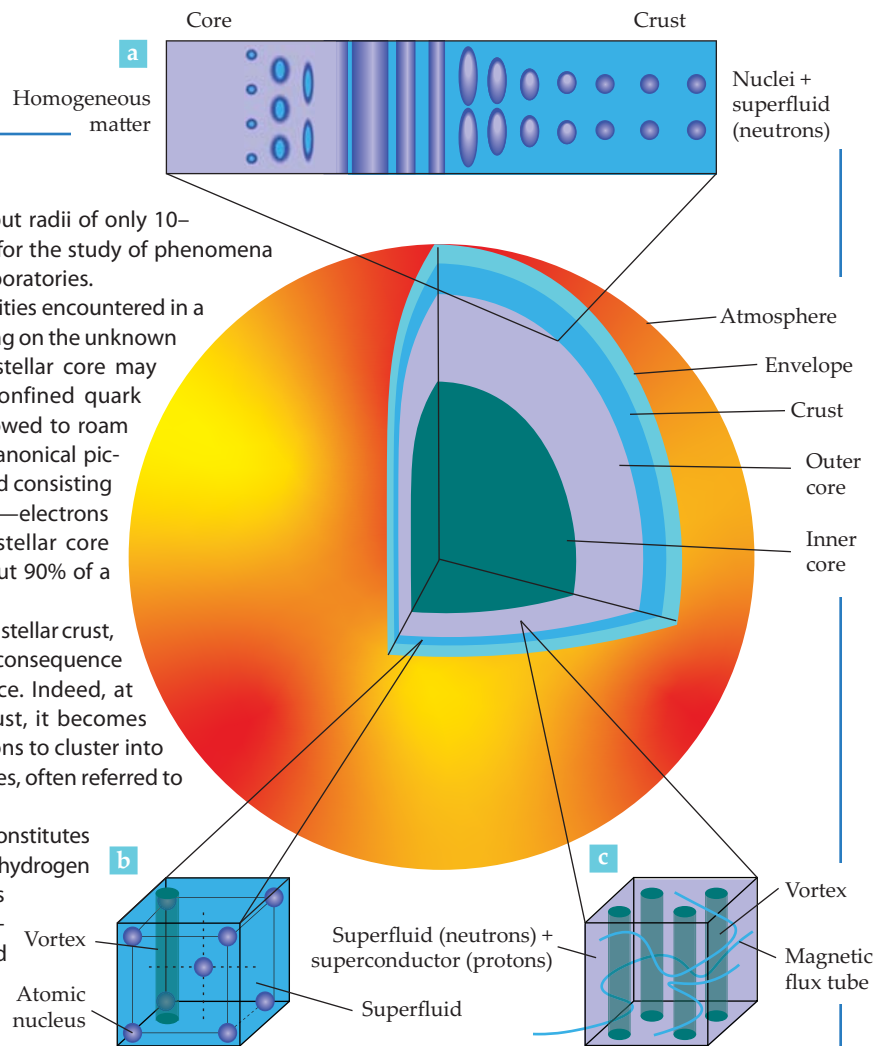 Core
Crust
a
Homogeneous
matter
Nuclei +
superfluid
(neutrons)
out radii of only 10–
for the study of phenomena
boratories.
ities encountered in a
ng on the unknown
stellar core may
confined quark
owed to roam
anonical pic-
d consisting
—electrons
stellar core
ut 90% of a
stellar crust,
consequence
ce. Indeed, at
ust, it becomes
ons to cluster into
es, often referred to
onstitutes
hydrogen
s
-
d
Atmosphere
Envelope
Crust
Outer
core
Inner
core
b
Vortex
Atomic
nucleus
Superfluid
c
Superfluid (neutrons) +
superconductor (protons)
Vortex
Magnetic
flux tube